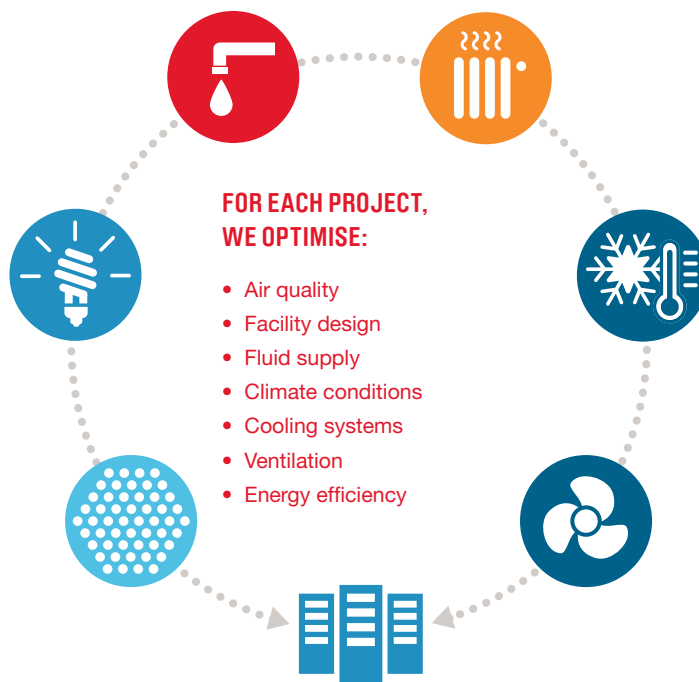 FOR EACH PROJECT,
WE OPTIMISE:
• Air quality
• Facility design
• Fluid supply
• Climate conditions
• Cooling systems
• Ventilation
• Energy efficiency